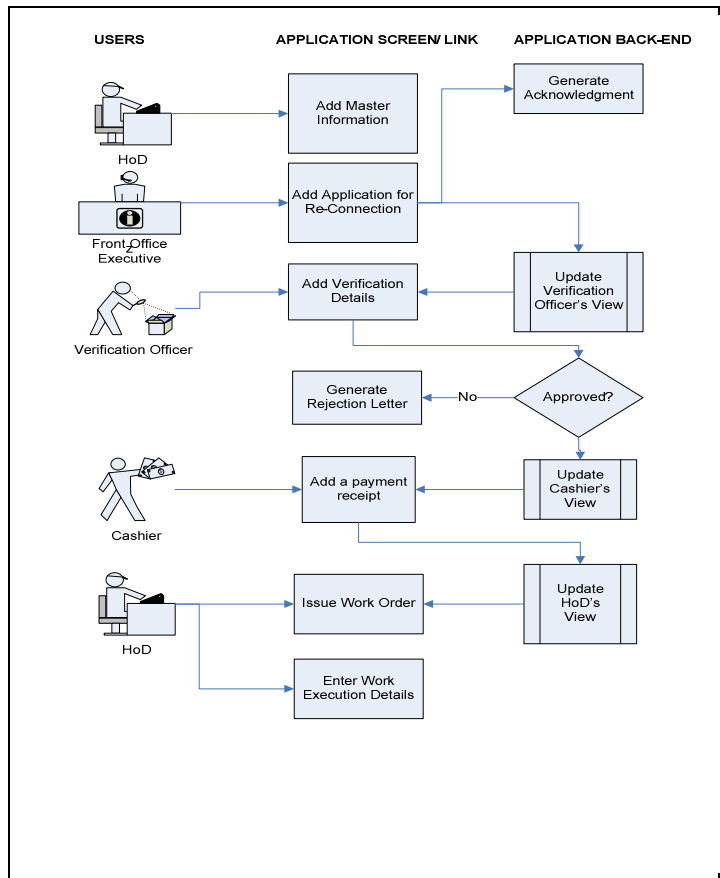 USERS
APPLICATION SCREEN/ LINK
APPLICATION BACK-END
Generate
Acknowledgment
Add Master
Information
HoD
Add Application for
Re-Connection
i
Front Office
z
Executive
Update
Verification
Officer's View
Add Verification
Details
Verification Officer
Generate
Rejection Letter
No
Approved?
Update
Cashier's
View
Add a payment
receipt
Cashier
Update
HoD's
View
Issue Work Order
HoD
Enter Work
Execution Details